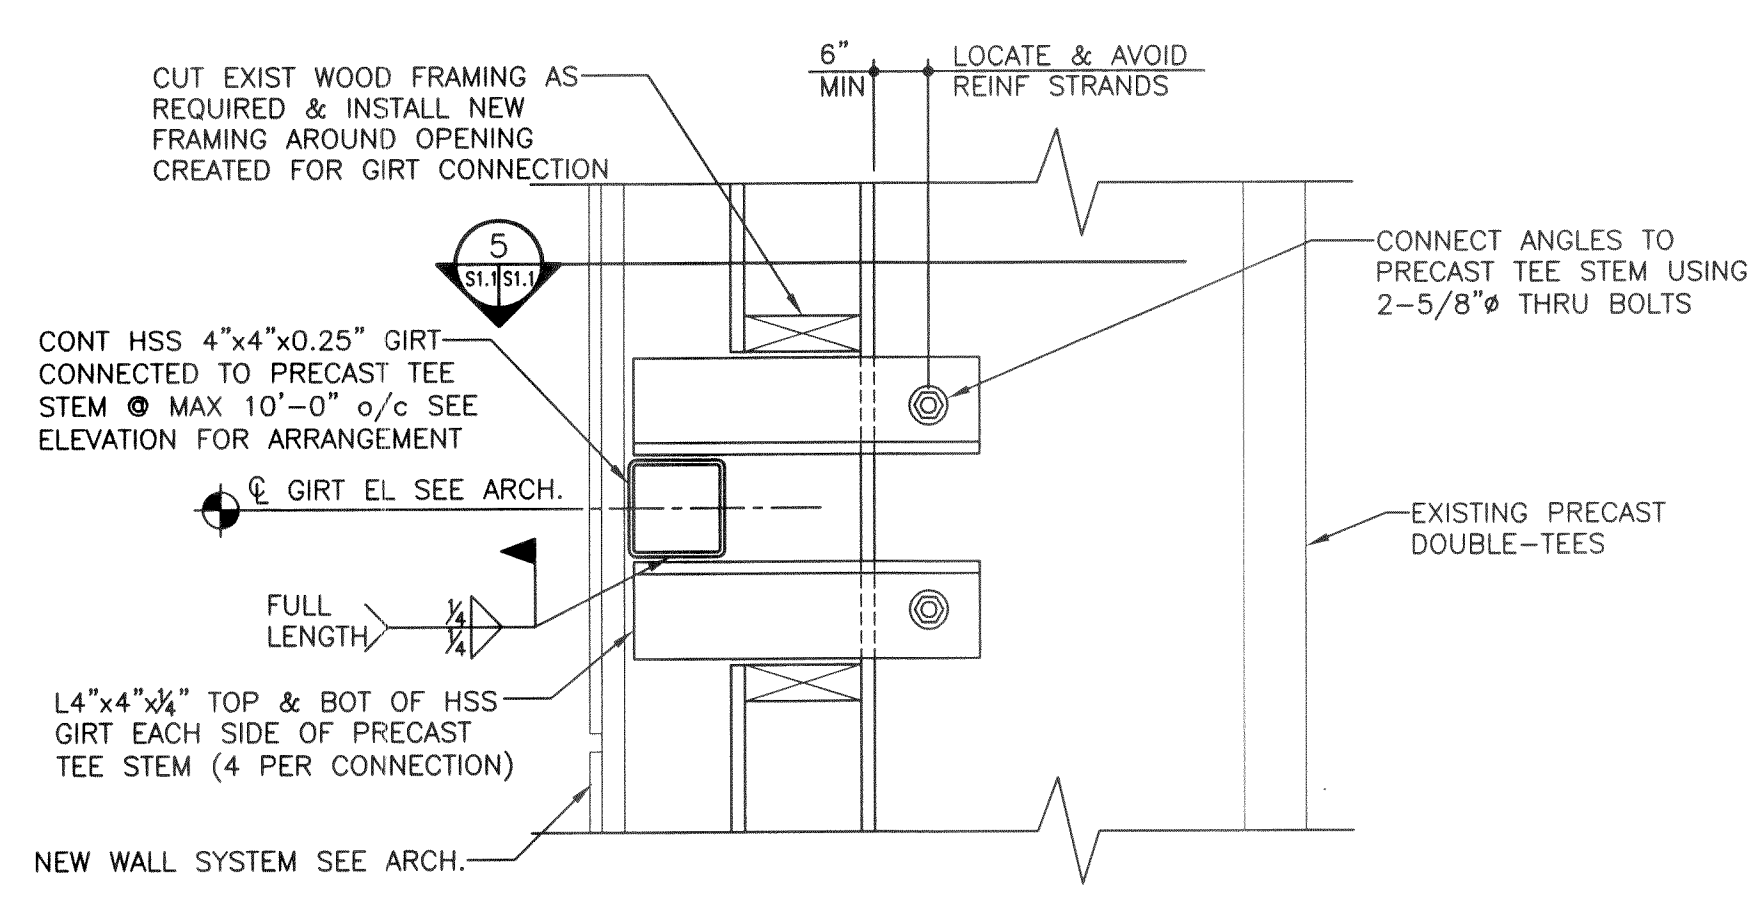 CUT EXIST WOOD FRAMING AS
REQUIRED & INSTALL NEW
FRAMING AROUND OPENING
CREATED FOR GIRT CONNECTION
6"
MIN
LOCATE & AVOID
REINF STRANDS
5
S1.1 S1.1
CONNECT ANGLES TO
PRECAST TEE STEM USING
2-5/8"ø THRU BOLTS
CONT HSS 4"x4"x0.25" GIRT
CONNECTED TO PRECAST TEE
STEM @ MAX 10'-0" o/c SEE
ELEVATION FOR ARRANGEMENT
℄ GIRT EL SEE ARCH.
EXISTING PRECAST
DOUBLE-TEES
FULL
LENGTH
1/4
1/4
L4"x4"x1/4" TOP & BOT OF HSS
GIRT EACH SIDE OF PRECAST
TEE STEM (4 PER CONNECTION)
NEW WALL SYSTEM SEE ARCH.